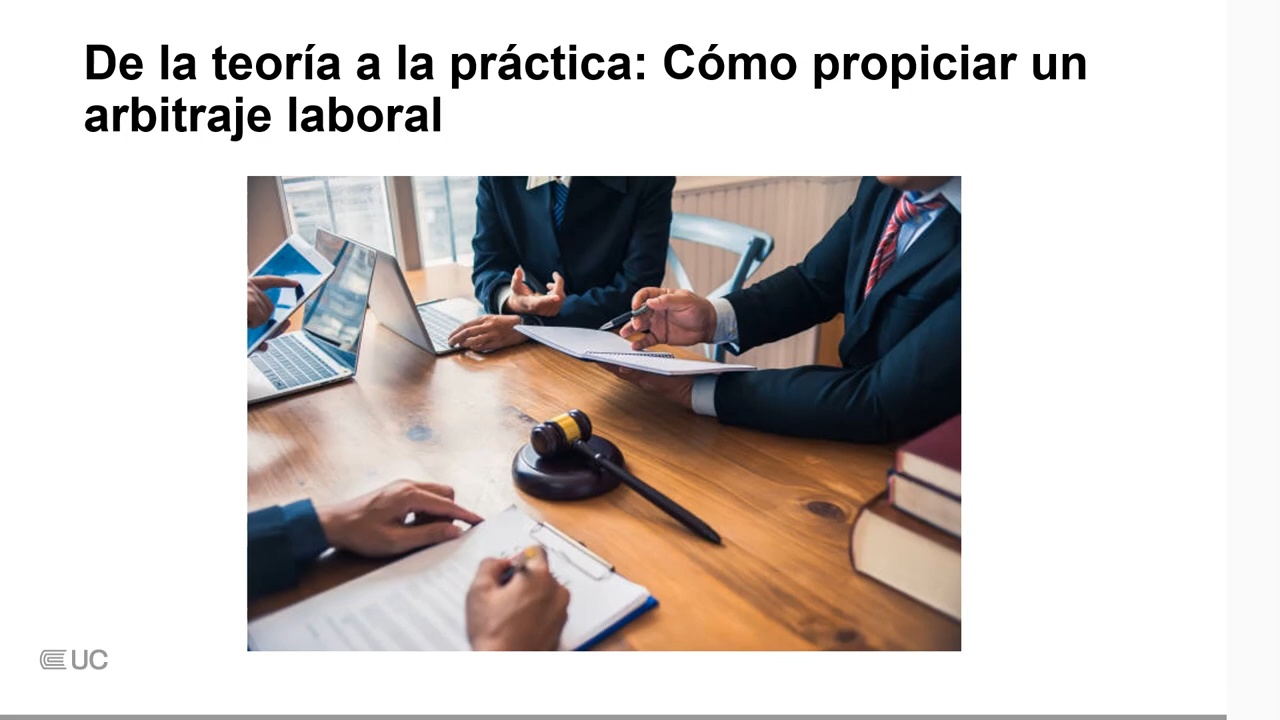 De la teoría a la práctica: Cómo propiciar un
arbitraje laboral
UC